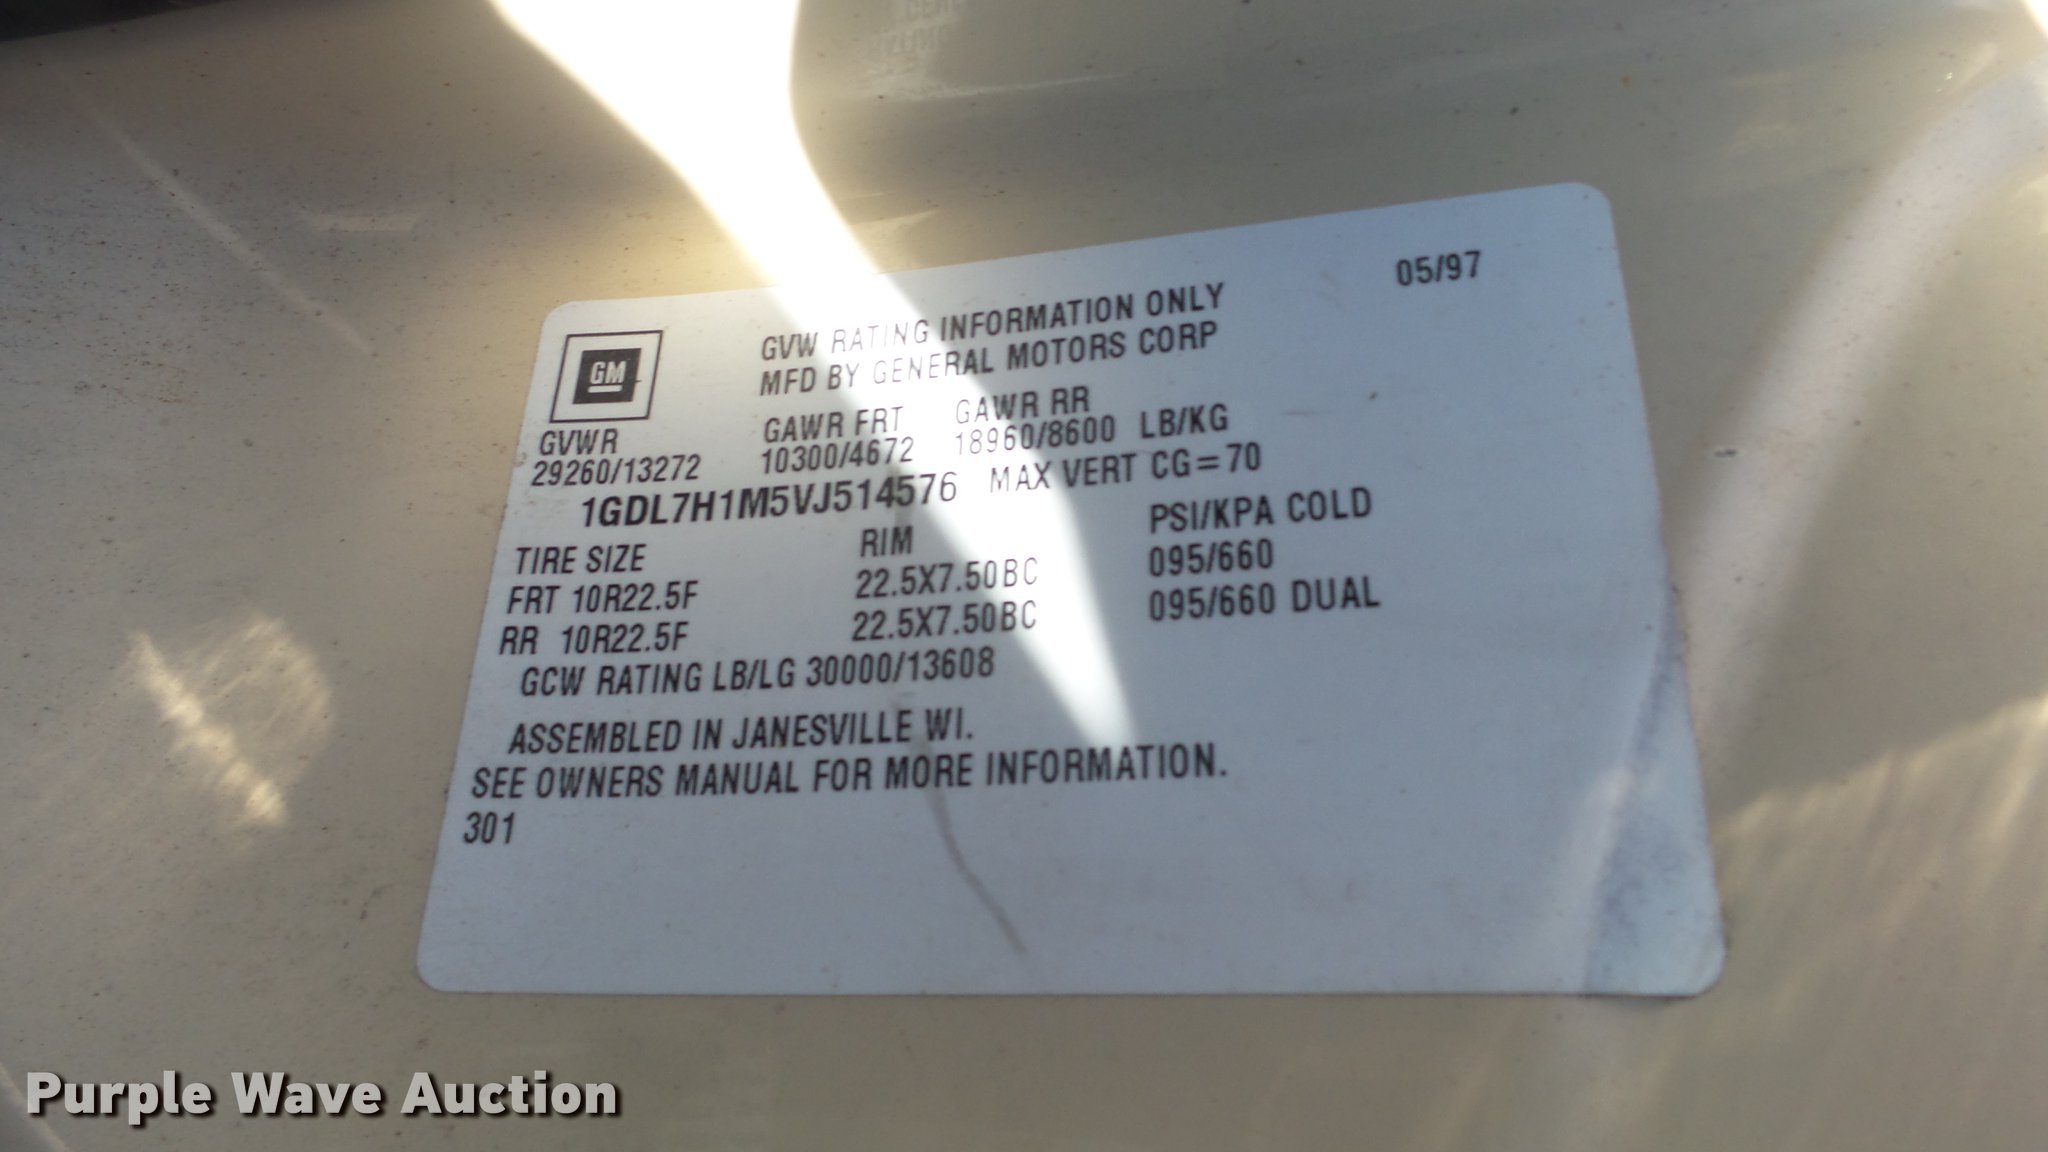 05/97
GM
GVW RATING INFORMATION ONLY
MFD BY GENERAL MOTORS CORP
GVWR GAWR FRT GAWR RR
29260/13272 10300/4672 18960/8600 LB/KG
1GDL7H1M5VJ514576 MAX VERT CG=70
TIRE SIZE RIM PSI/KPA COLD
FRT 10R22.5F 22.5X7.50BC 095/660
RR 10R22.5F 22.5X7.50BC 095/660 DUAL
GCW RATING LB/LG 30000/13608
ASSEMBLED IN JANESVILLE WI.
SEE OWNERS MANUAL FOR MORE INFORMATION.
301
Purple Wave Auction